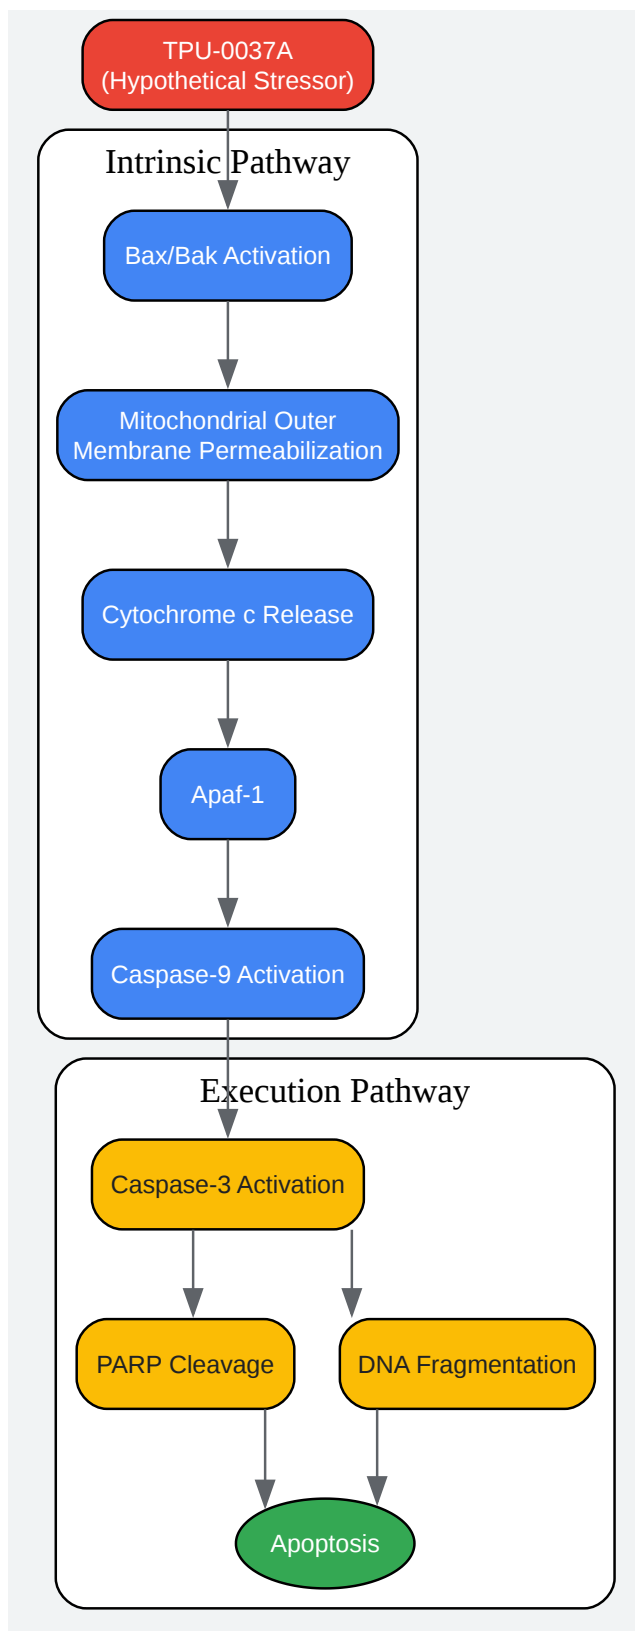 TPU-0037A
(Hypothetical Stressor)
Intrinsic Pathway
Bax/Bak Activation
Mitochondrial Outer
Membrane Permeabilization
Cytochrome c Release
Apaf-1
Caspase-9 Activation
Execution Pathway
Caspase-3 Activation
PARP Cleavage
DNA Fragmentation
Apoptosis